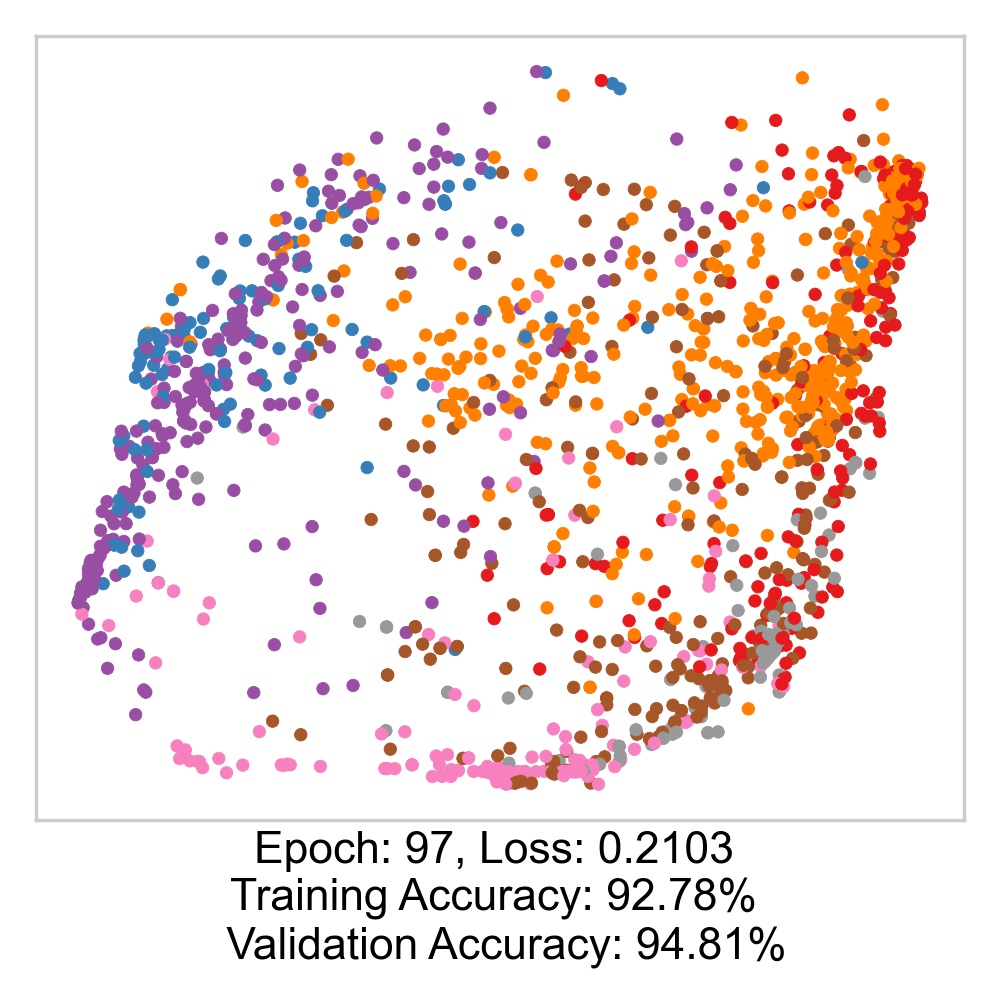 Epoch: 97, Loss: 0.2103
Training Accuracy: 92.78%
Validation Accuracy: 94.81%